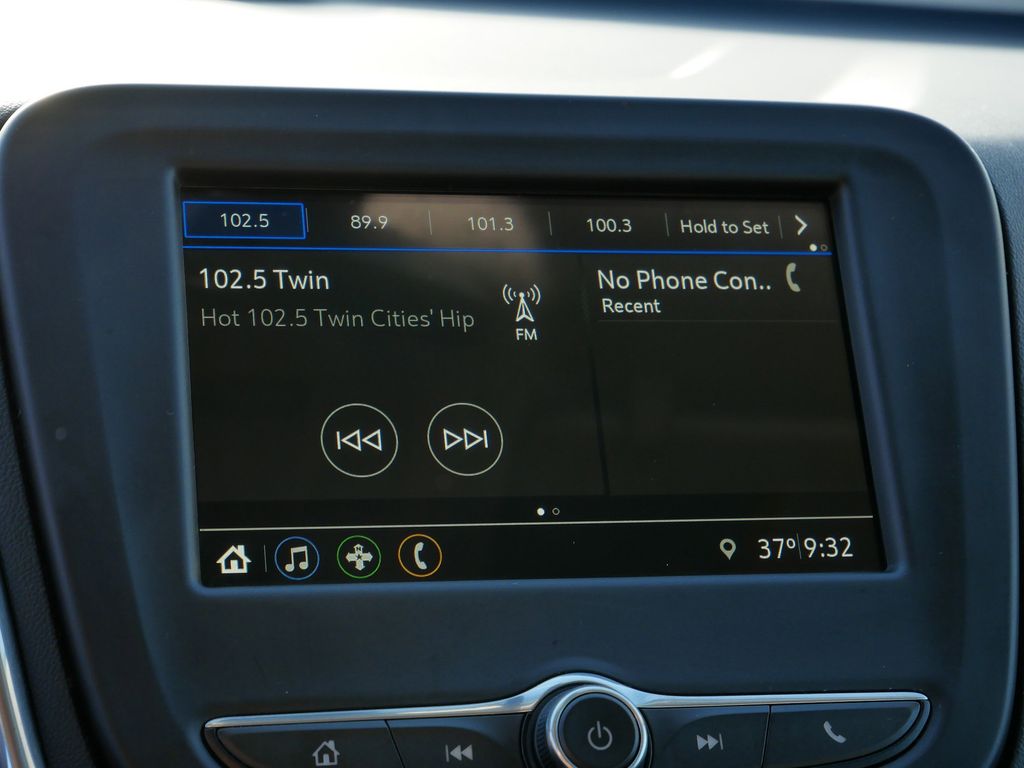 102.5 89.9 101.3 100.3 Hold to Set
102.5 Twin
Hot 102.5 Twin Cities' Hip
FM
No Phone Con..
Recent
37° 9:32